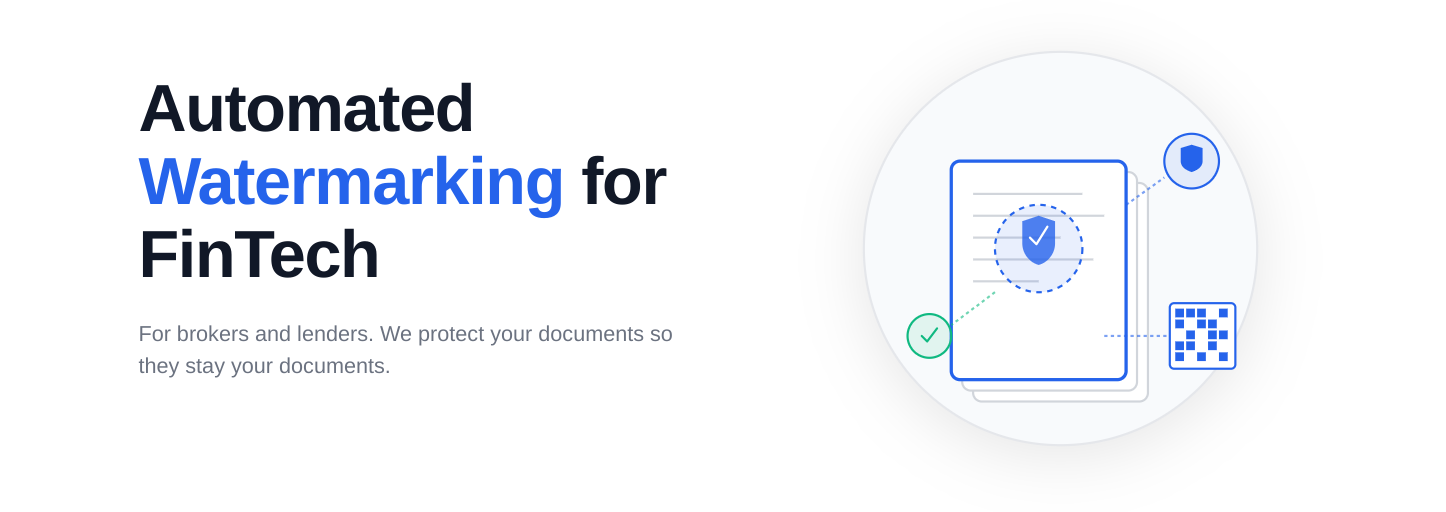 Automated
Watermarking for
FinTech
For brokers and lenders. We protect your documents so
they stay your documents.